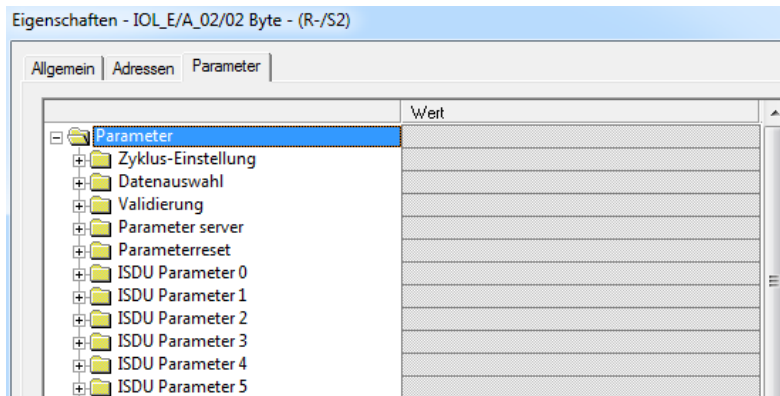 Eigenschaften - IOL_E/A_02/02 Byte - (R-/S2)
Allgemein Adressen Parameter
Wert
Parameter
Zyklus-Einstellung
Datenauswahl
Validierung
Parameter server
Parameterreset
ISDU Parameter 0
ISDU Parameter 1
ISDU Parameter 2
ISDU Parameter 3
ISDU Parameter 4
ISDU Parameter 5